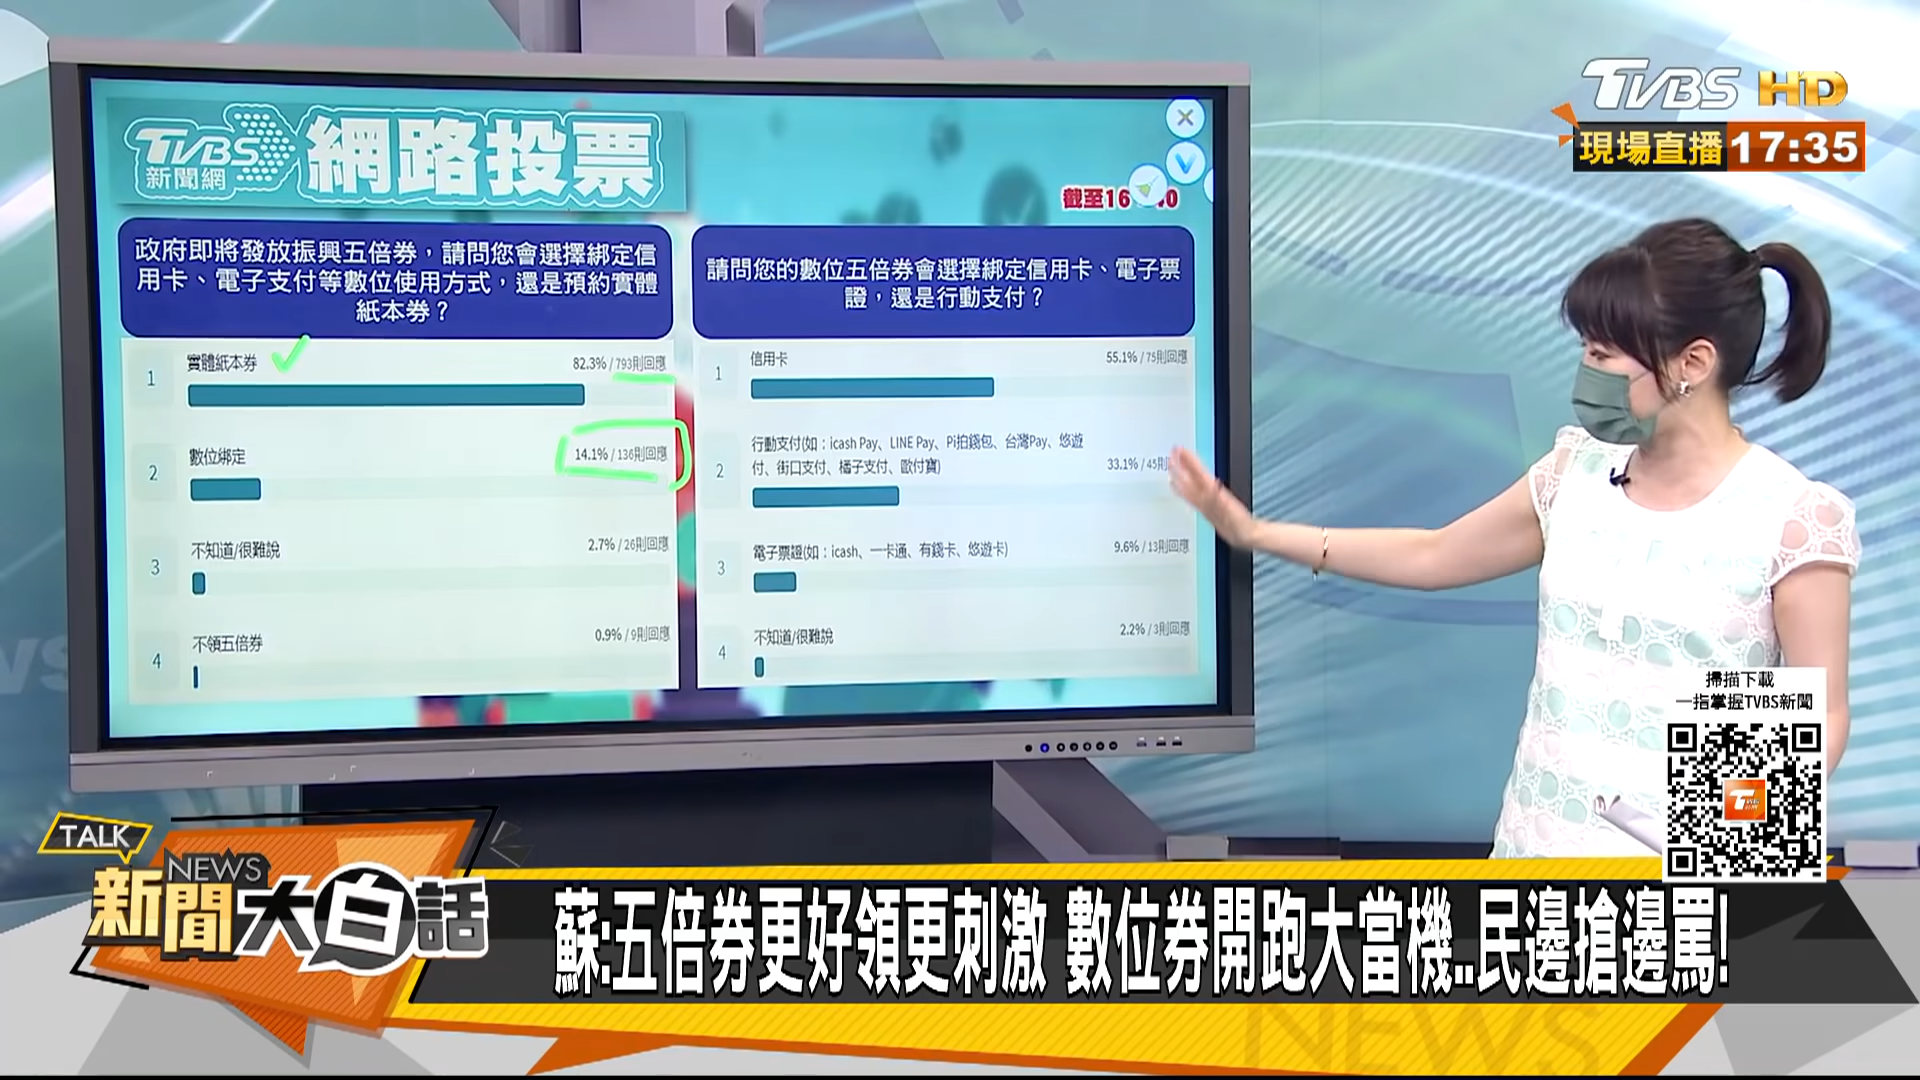 TVBS HD
現場直播 17:35
TVBS 新聞網
網路投票
截至16
政府即將發放振興五倍券，請問您會選擇綁定信
用卡、電子支付等數位使用方式，還是預約實體
紙本券？
1 實體紙本券 82.3% / 793則回應
2 數位綁定 14.1% / 136則回應
3 不知道/很難說 2.7% / 26則回應
4 不領五倍券 0.9% / 9則回應
請問您的數位五倍券會選擇綁定信用卡、電子票
證，還是行動支付？
1 信用卡 55.1% / 75則回應
行動支付(如：icash Pay、LINE Pay、Pi拍錢包、台灣Pay、悠遊
2 付、街口支付、橘子支付、歐付寶) 33.1% / 45則
3 電子票證(如：icash、一卡通、有錢卡、悠遊卡) 9.6% / 13則回應
4 不知道/很難說 2.2% / 3則回應
掃描下載
一指掌握TVBS新聞
TALK
NEWS
新聞大白話
蘇:五倍券更好領更刺激 數位券開跑大當機..民邊搶邊罵!
NEWS